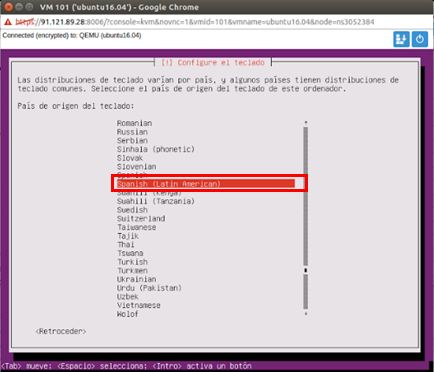 VM 101 ('ubuntu16.04') - Google Chrome
https://91.121.89.28:8006/?console=kvm&novnc=1&vmid=101&vmname=ubuntu16.04&node=ns3052384
Connected (encrypted) to: QEMU (ubuntu16.04)
[!] Configure el teclado
Las distribuciones de teclado varían por país, y algunos países tienen distribuciones de
teclado comunes. Seleccione el país de origen del teclado de este ordenador.
País de origen del teclado:
Romanian
Russian
Serbian
Sinhala (phonetic)
Slovak
Slovenian
Spanish
Spanish (Latin American)
Swahili (Kenya)
Swahili (Tanzania)
Swedish
Switzerland
Taiwanese
Tajik
Thai
Tswana
Turkish
Turkmen
Ukrainian
Urdu (Pakistan)
Uzbek
Vietnamese
Wolof
<Retroceder>
<Tab> mueve; <Espacio> selecciona; <Intro> activa un botón